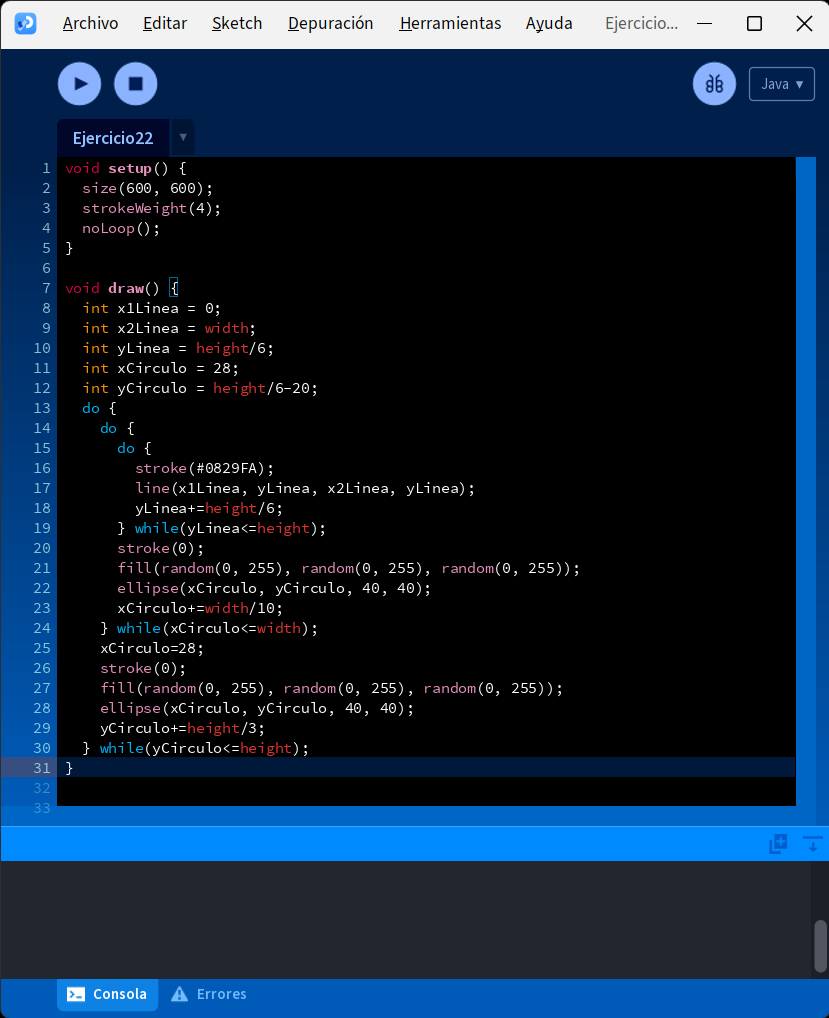 Archivo Editar Sketch Depuración Herramientas Ayuda Ejercicio...
Java ▾
Ejercicio22 ▾
1 void setup() {
2   size(600, 600);
3   strokeWeight(4);
4   noLoop();
5 }
6
7 void draw() {
8   int x1Linea = 0;
9   int x2Linea = width;
10   int yLinea = height/6;
11   int xCirculo = 28;
12   int yCirculo = height/6-20;
13   do {
14     do {
15       do {
16         stroke(#0829FA);
17         line(x1Linea, yLinea, x2Linea, yLinea);
18         yLinea+=height/6;
19       } while(yLinea<=height);
20       stroke(0);
21       fill(random(0, 255), random(0, 255), random(0, 255));
22       ellipse(xCirculo, yCirculo, 40, 40);
23       xCirculo+=width/10;
24     } while(xCirculo<=width);
25     xCirculo=28;
26     stroke(0);
27     fill(random(0, 255), random(0, 255), random(0, 255));
28     ellipse(xCirculo, yCirculo, 40, 40);
29     yCirculo+=height/3;
30   } while(yCirculo<=height);
31 }
32
33
Consola Errores